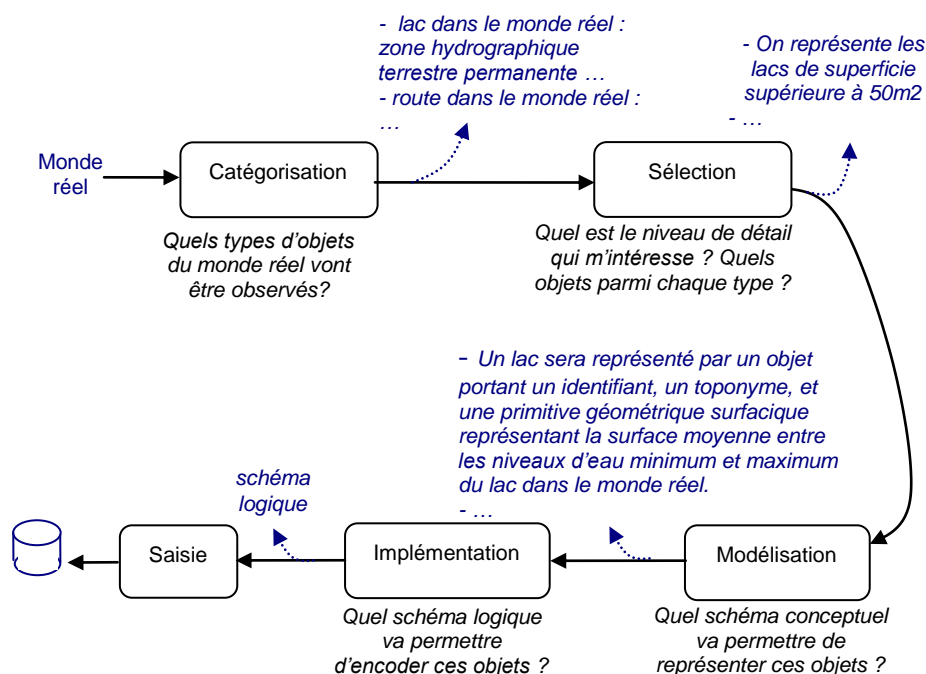 - lac dans le monde réel :
zone hydrographique
terrestre permanente …
- route dans le monde réel :
…
- On représente les
lacs de superficie
supérieure à 50m2
- …
Monde
réel
Catégorisation
Sélection
Quels types d’objets
du monde réel vont
être observés?
Quel est le niveau de détail
qui m’intéresse ? Quels
objets parmi chaque type ?
- Un lac sera représenté par un objet
portant un identifiant, un toponyme, et
une primitive géométrique surfacique
représentant la surface moyenne entre
les niveaux d’eau minimum et maximum
du lac dans le monde réel.
- …
schéma
logique
Saisie
Implémentation
Modélisation
Quel schéma logique
va permettre
d’encoder ces objets ?
Quel schéma conceptuel
va permettre de
représenter ces objets ?